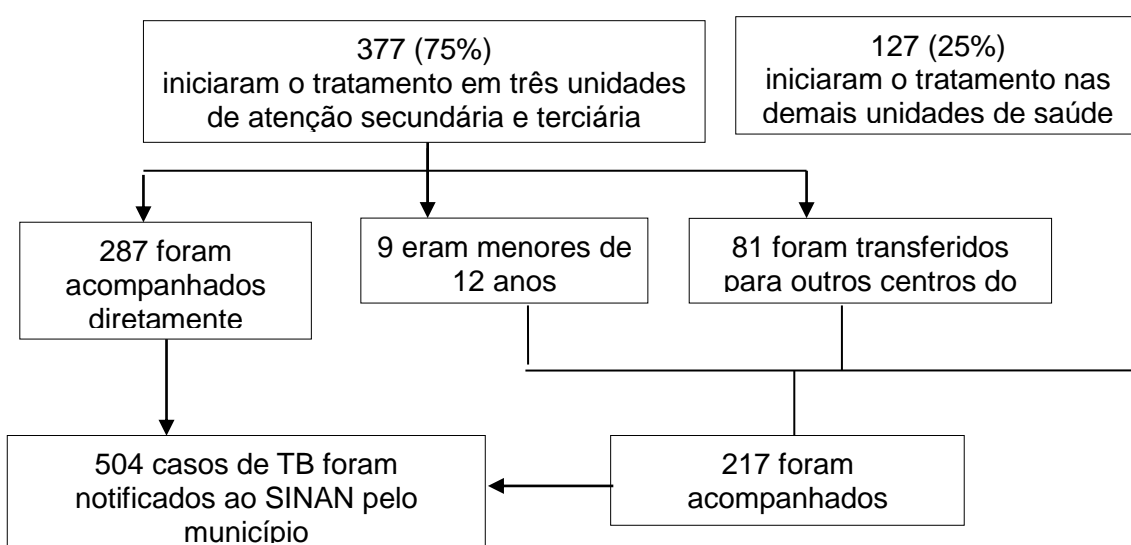 377 (75%)
iniciaram o tratamento em três unidades
de atenção secundária e terciária
127 (25%)
iniciaram o tratamento nas
demais unidades de saúde
287 foram
acompanhados
diretamente
9 eram menores de
12 anos
81 foram transferidos
para outros centros do
504 casos de TB foram
notificados ao SINAN pelo
município
217 foram
acompanhados